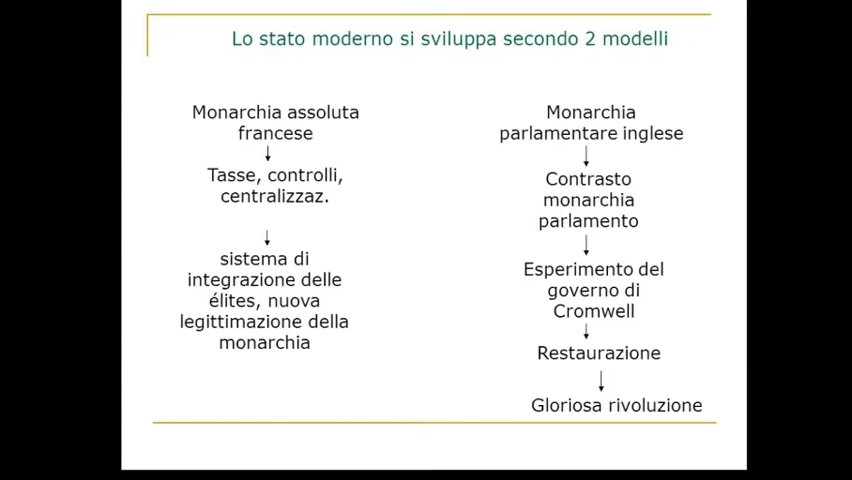 Lo stato moderno si sviluppa secondo 2 modelli
Monarchia assoluta
francese
Tasse, controlli,
centralizzaz.
sistema di
integrazione delle
élites, nuova
legittimazione della
monarchia
Monarchia
parlamentare inglese
Contrasto
monarchia
parlamento
Esperimento del
governo di
Cromwell
Restaurazione
Gloriosa rivoluzione